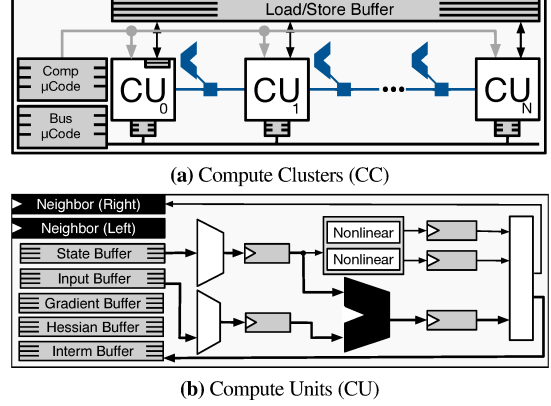 Load/Store Buffer
Comp
µCode
Bus
µCode
CU
0
CU
1
CU
N
(a) Compute Clusters (CC)
Neighbor (Right)
Neighbor (Left)
State Buffer
Input Buffer
Gradient Buffer
Hessian Buffer
Interm Buffer
Nonlinear
Nonlinear
(b) Compute Units (CU)